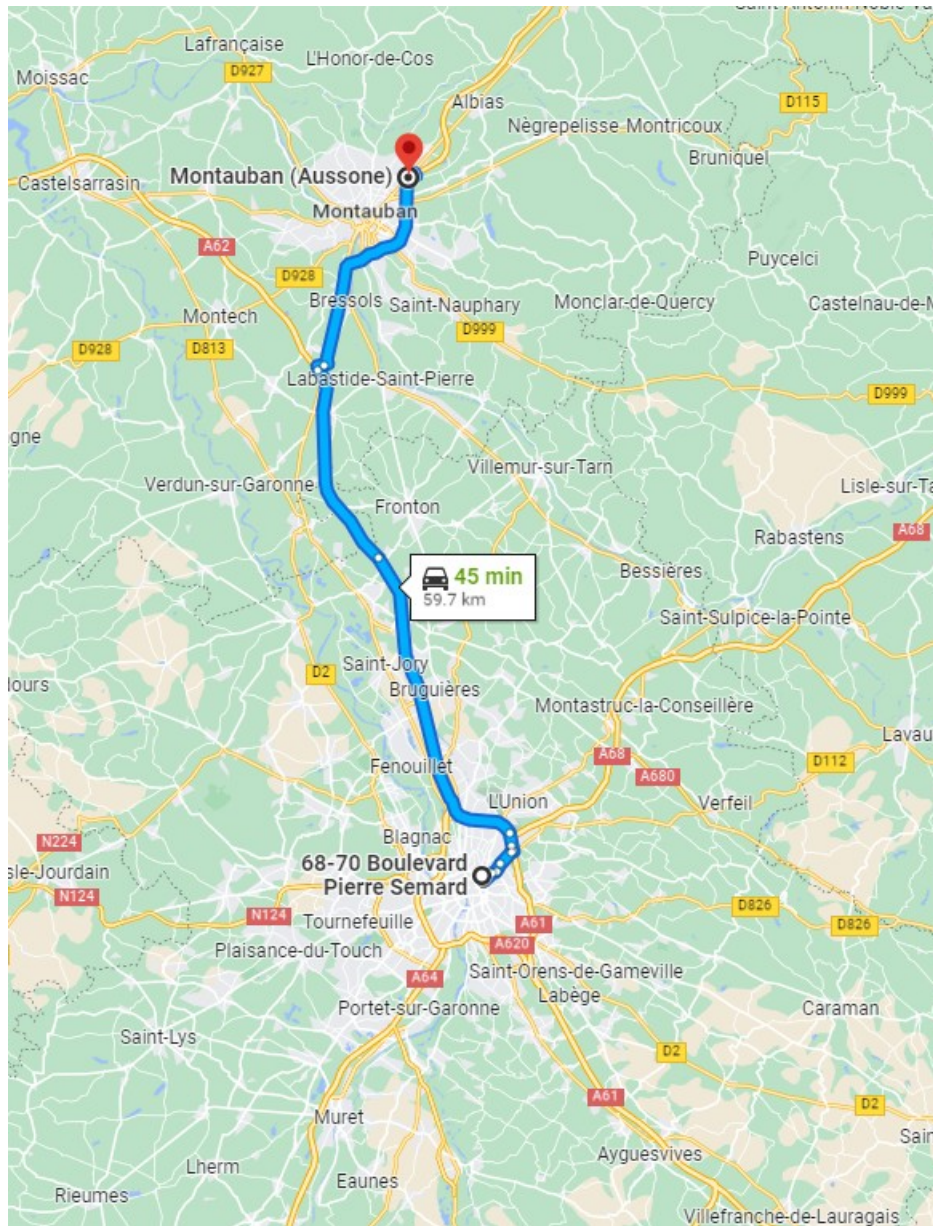 Lafrançaise
L'Honor-de-Cos
Moissac
D927
Albias
D115
Nègrepelisse
Montricoux
Bruniquel
Montauban (Aussone)
Castelsarrasin
Montauban
A62
D928
Puycelci
Bressols
Saint-Nauphary
Monclar-de-Quercy
Castelnau-de-M
Montech
D999
D928
D813
Labastide-Saint-Pierre
D999
gne
Villemur-sur-Tarn
Verdun-sur-Garonne
Lisle-sur-Ta
Fronton
A68
Rabastens
45 min
59.7 km
Bessières
Saint-Sulpice-la-Pointe
Saint-Jory
D2
Bruguières
ours
Montastruc-la-Conseillère
Lavau
A68
D112
Fenouillet
A680
L'Union
Verfeil
N224
Blagnac
68-70 Boulevard
Pierre Semard
sle-Jourdain
N124
N124
Tournefeuille
A61
D826
D826
Plaisance-du-Touch
A620
A64
Saint-Orens-de-Gameville
Labège
Portet-sur-Garonne
Caraman
Saint-Lys
D2
A61
D2
Muret
Sain
Ayguesvives
Lherm
Eaunes
Rieumes
Villefranche-de-Lauragais